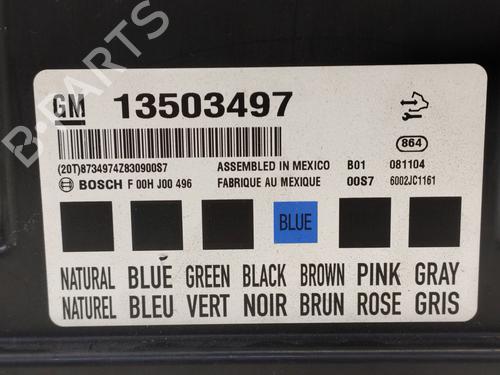 B-PARTS
GM 13503497
864
(20T)8734974Z830900S7 ASSEMBLED IN MEXICO B01 081104
BOSCH F 00H J00 496 FABRIQUE AU MEXIQUE 00S7 6002JC1161
BLUE
NATURAL BLUE GREEN BLACK BROWN PINK GRAY
NATUREL BLEU VERT NOIR BRUN ROSE GRIS